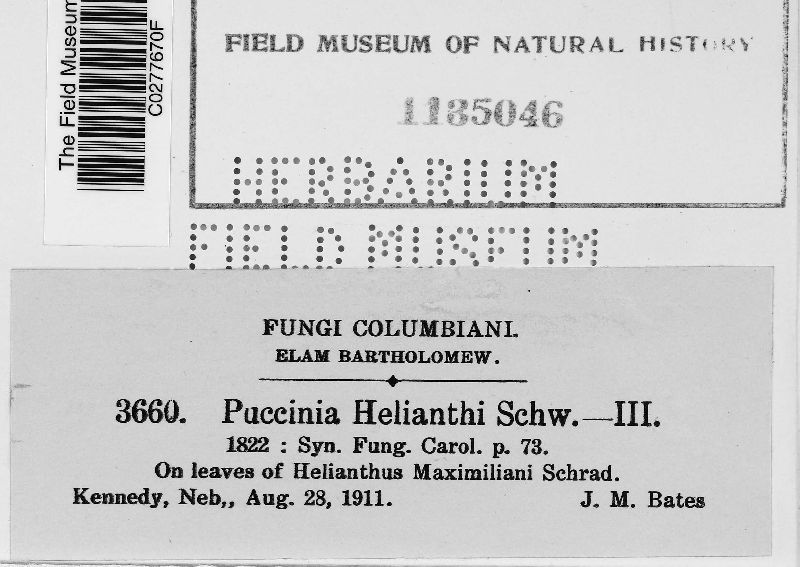 The Field Museum
C0277670F
FIELD MUSEUM OF NATURAL HISTORY
1185046
HERBARIUM
FIELD MUSEUM
FUNGI COLUMBIANI.
ELAM BARTHOLOMEW.
3660. Puccinia Helianthi Schw.—III.
1822 : Syn. Fung. Carol. p. 73.
On leaves of Helianthus Maximiliani Schrad.
Kennedy, Neb,, Aug. 28, 1911. J. M. Bates